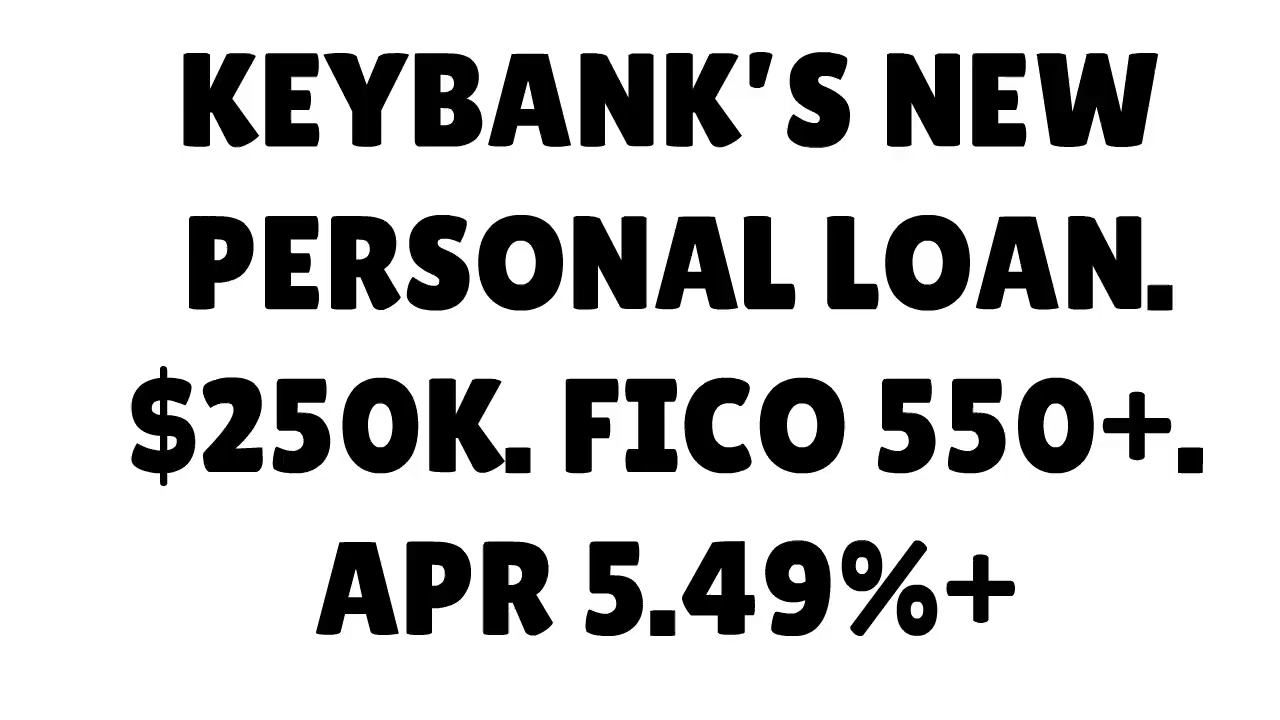 KEYBANK'S NEW
PERSONAL LOAN.
$250K. FICO 550+.
APR 5.49%+